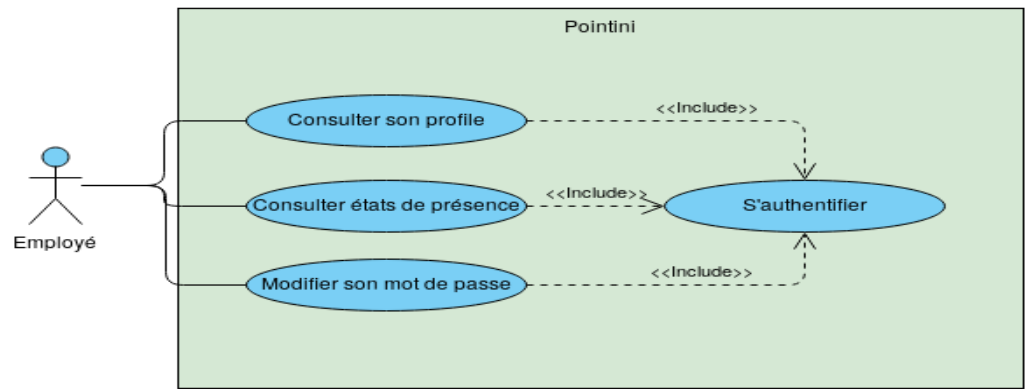 Pointini
Consulter son profile
<<Include>>
Consulter états de présence
<<Include>>
S'authentifier
Employé
Modifier son mot de passe
<<Include>>